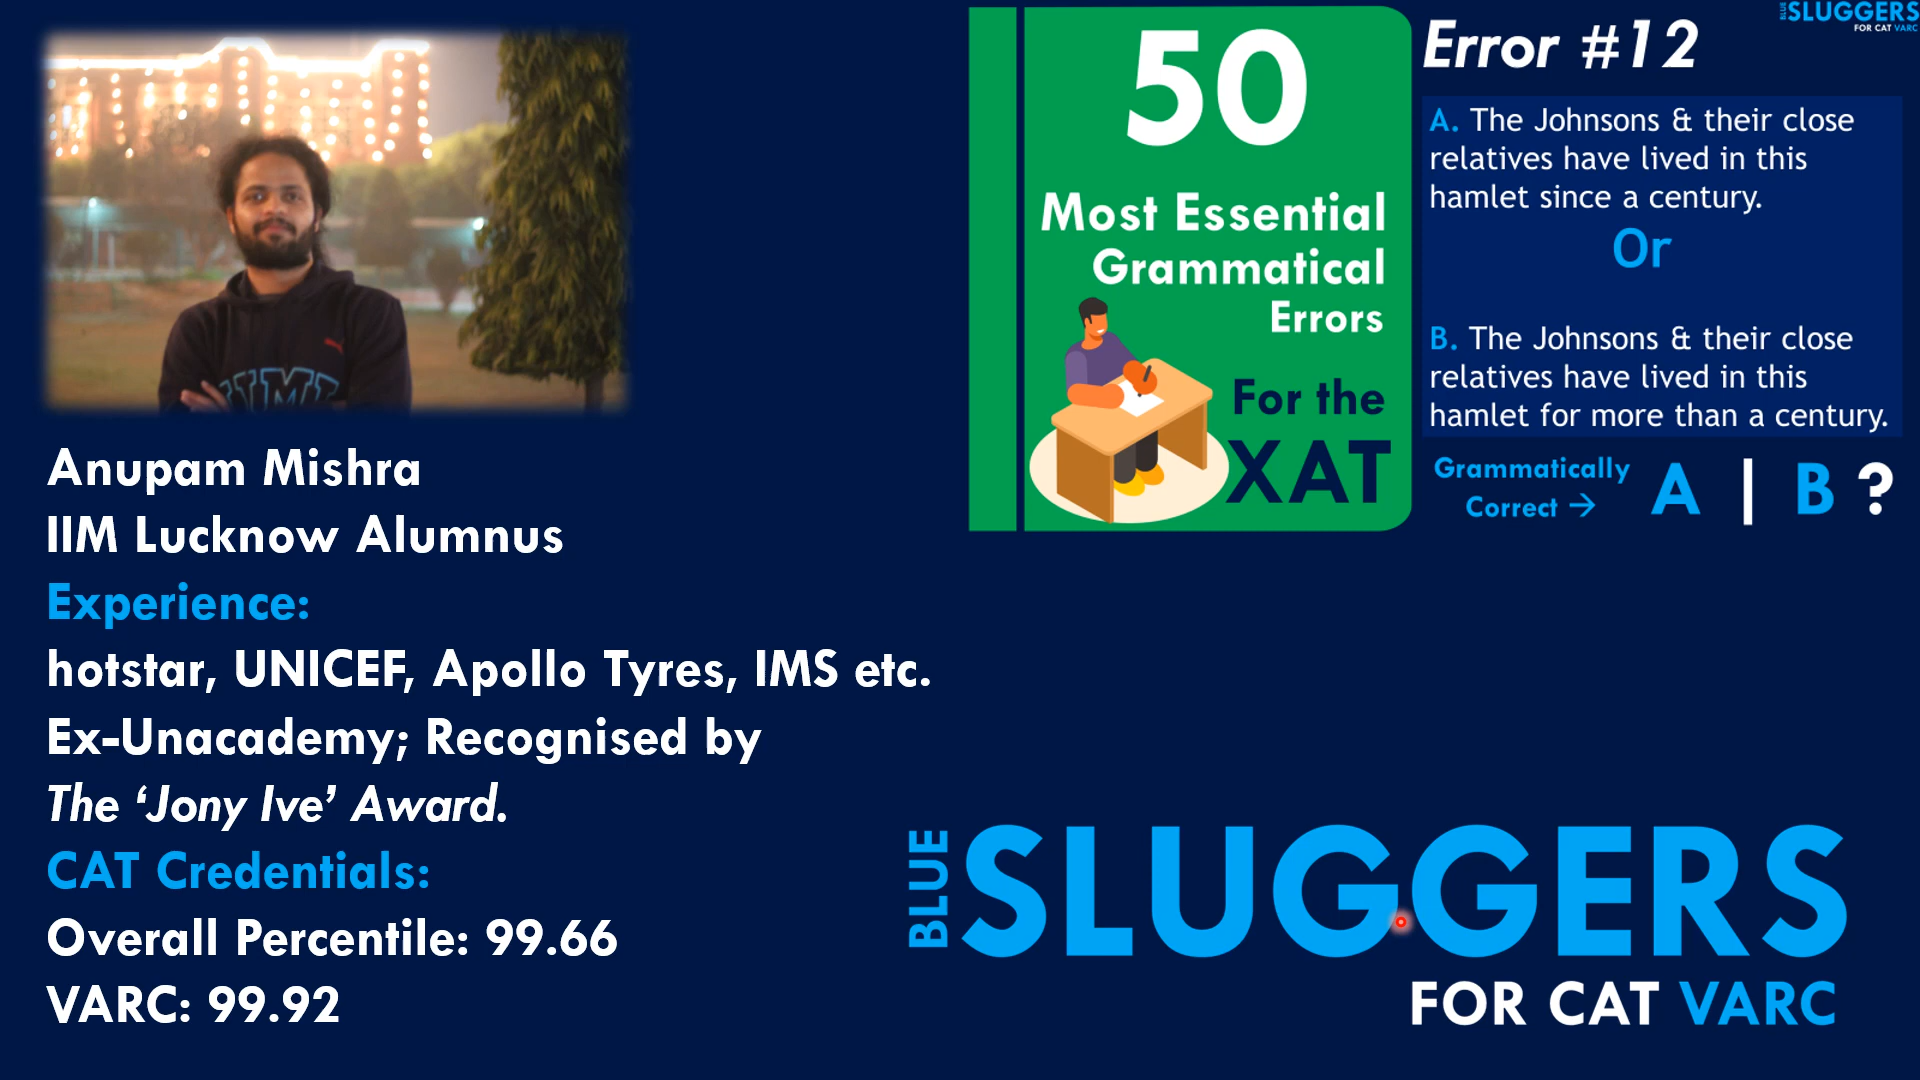 Anupam Mishra
IIM Lucknow Alumnus
Experience:
hotstar, UNICEF, Apollo Tyres, IMS etc.
Ex-Unacademy; Recognised by
The ‘Jony Ive’ Award.
CAT Credentials:
Overall Percentile: 99.66
VARC: 99.92
50
Most Essential
Grammatical
Errors
For the
XAT
BLUE
SLUGGERS
FOR CAT VARC
Error #12
A. The Johnsons & their close
relatives have lived in this
hamlet since a century.
Or
B. The Johnsons & their close
relatives have lived in this
hamlet for more than a century.
Grammatically
Correct →
A | B ?
BLUE
SLUGGERS
FOR CAT VARC